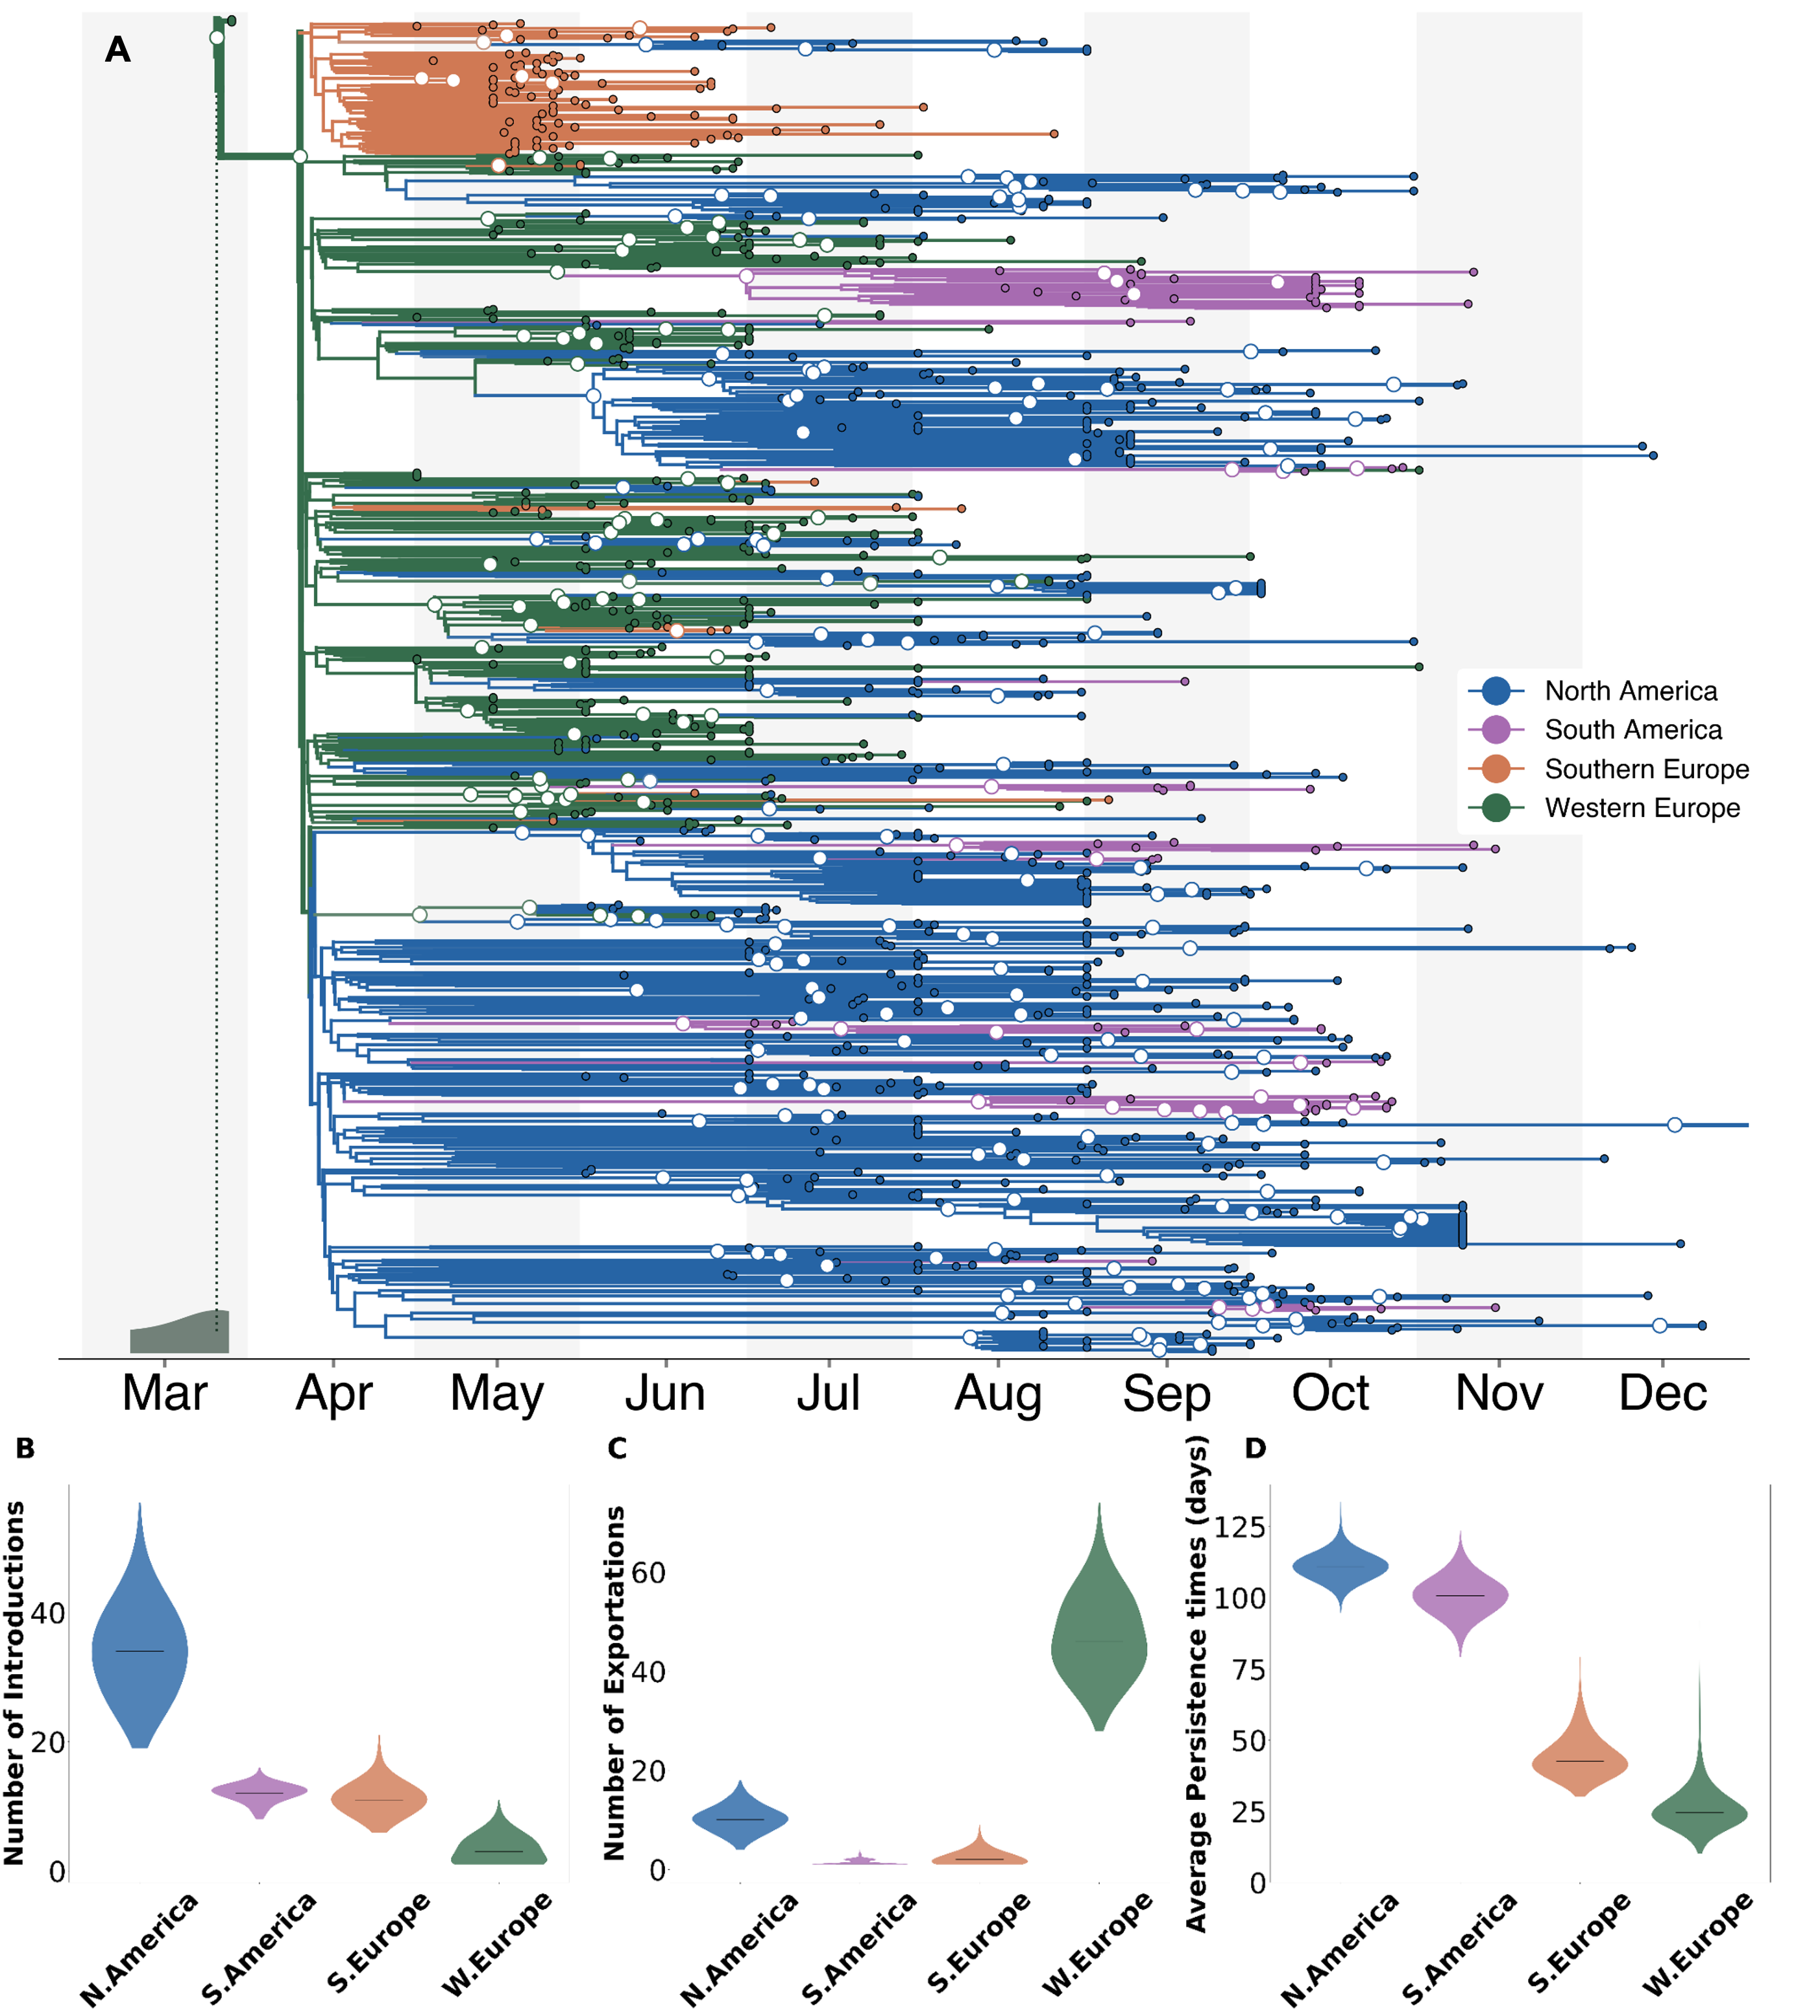 A
North America
South America
Southern Europe
Western Europe
Mar Apr May Jun Jul Aug Sep Oct Nov Dec
B
Number of Introductions
40
20
0
N.America S.America S.Europe W.Europe
C
Number of Exportations
60
40
20
0
N.America S.America S.Europe W.Europe
D
Average Persistence times (days)
125
100
75
50
25
0
N.America S.America S.Europe W.Europe